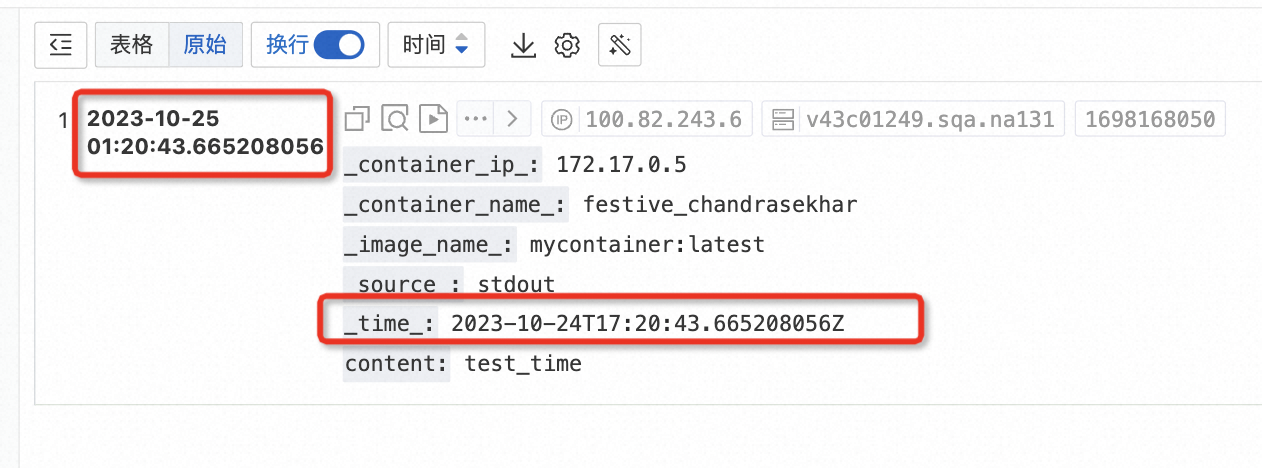 表格 原始 换行 时间
1 2023-10-25 01:20:43.665208056 ··· IP 100.82.243.6 v43c01249.sqa.na131 1698168050
_container_ip_: 172.17.0.5
_container_name_: festive_chandrasekhar
_image_name_: mycontainer:latest
_source_: stdout
_time_: 2023-10-24T17:20:43.665208056Z
content: test_time